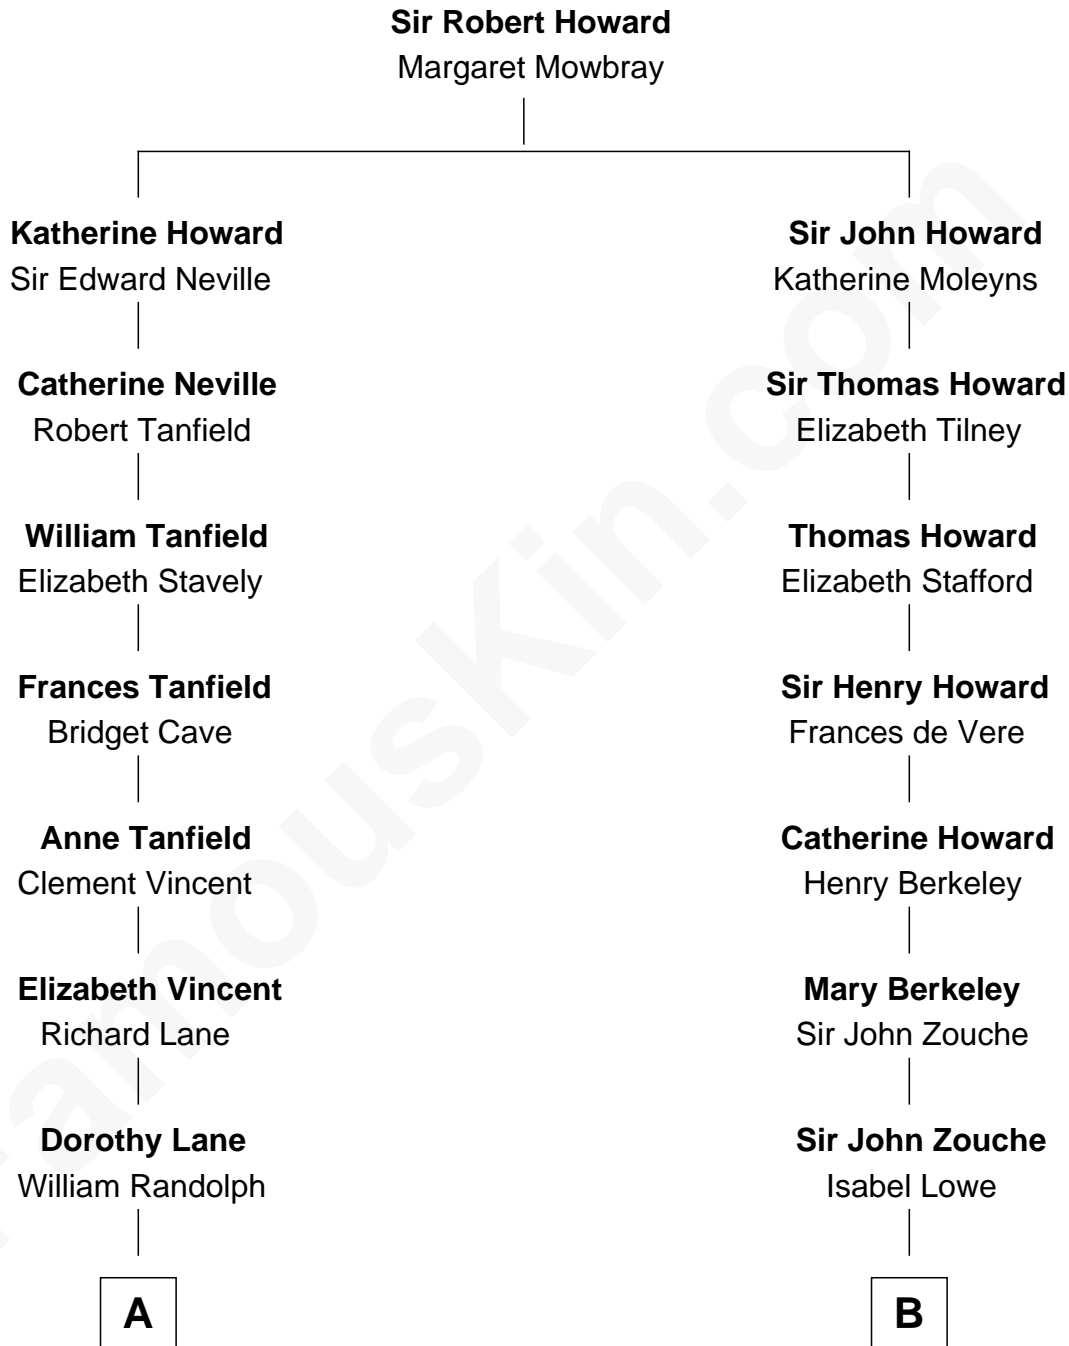 Sir Robert Howard
Margaret Mowbray
Katherine Howard
Sir Edward Neville
Sir John Howard
Katherine Moleyns
Catherine Neville
Robert Tanfield
Sir Thomas Howard
Elizabeth Tilney
William Tanfield
Elizabeth Stavely
Thomas Howard
Elizabeth Stafford
Frances Tanfield
Bridget Cave
Sir Henry Howard
Frances de Vere
Anne Tanfield
Clement Vincent
Catherine Howard
Henry Berkeley
Elizabeth Vincent
Richard Lane
Mary Berkeley
Sir John Zouche
Dorothy Lane
William Randolph
Sir John Zouche
Isabel Lowe
A
B
FamousKin.com